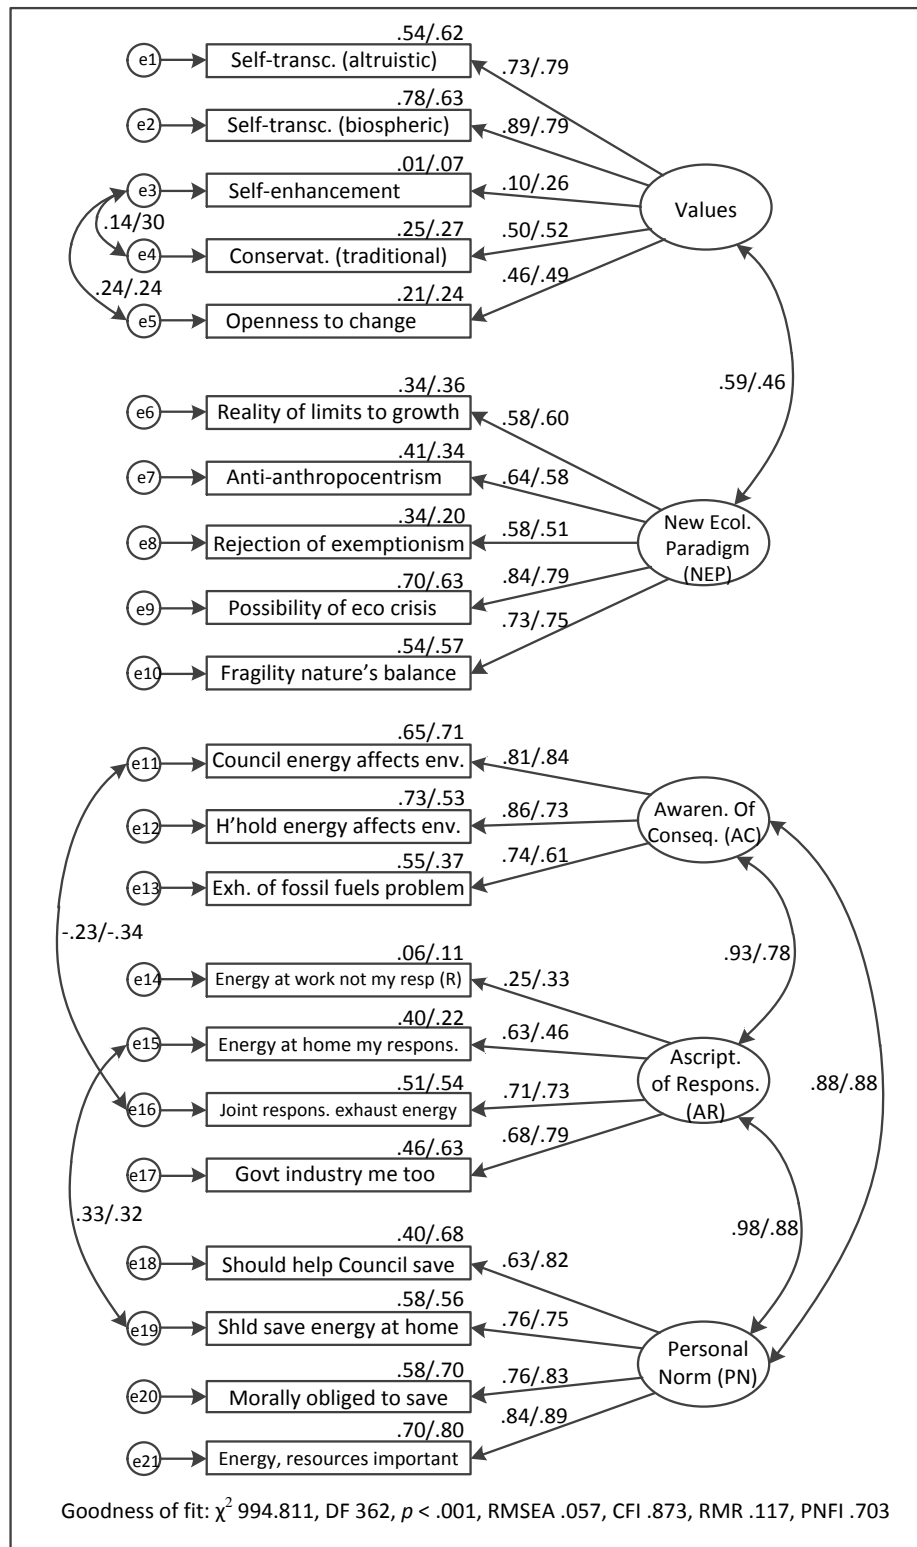 .54/.62
e1 Self-transc. (altruistic) .73/.79
.78/.63
e2 Self-transc. (biospheric) .89/.79
.01/.07
e3 Self-enhancement .10/.26
Values
.14/30
.25/.27
e4 Conservat. (traditional) .50/.52
.24/.24
.21/.24
e5 Openness to change .46/.49
.59/.46
.34/.36
e6 Reality of limits to growth .58/.60
.41/.34
e7 Anti-anthropocentrism .64/.58
New Ecol.
Paradigm
(NEP)
.34/.20
e8 Rejection of exemptionism .58/.51
.70/.63
e9 Possibility of eco crisis .84/.79
.54/.57
e10 Fragility nature's balance .73/.75
.65/.71
e11 Council energy affects env. .81/.84
Awaren. Of
Conseq. (AC)
.73/.53
e12 H'hold energy affects env. .86/.73
.55/.37
e13 Exh. of fossil fuels problem .74/.61
-.23/-.34
.93/.78
.06/.11
e14 Energy at work not my resp (R) .25/.33
.40/.22
e15 Energy at home my respons. .63/.46
Ascript.
of Respons.
(AR)
.88/.88
.51/.54
e16 Joint respons. exhaust energy .71/.73
.46/.63
e17 Govt industry me too .68/.79
.33/.32
.98/.88
.40/.68
e18 Should help Council save .63/.82
.58/.56
e19 Shld save energy at home .76/.75
Personal
Norm (PN)
.58/.70
e20 Morally obliged to save .76/.83
.70/.80
e21 Energy, resources important .84/.89
Goodness of fit: χ² 994.811, DF 362, p < .001, RMSEA .057, CFI .873, RMR .117, PNFI .703